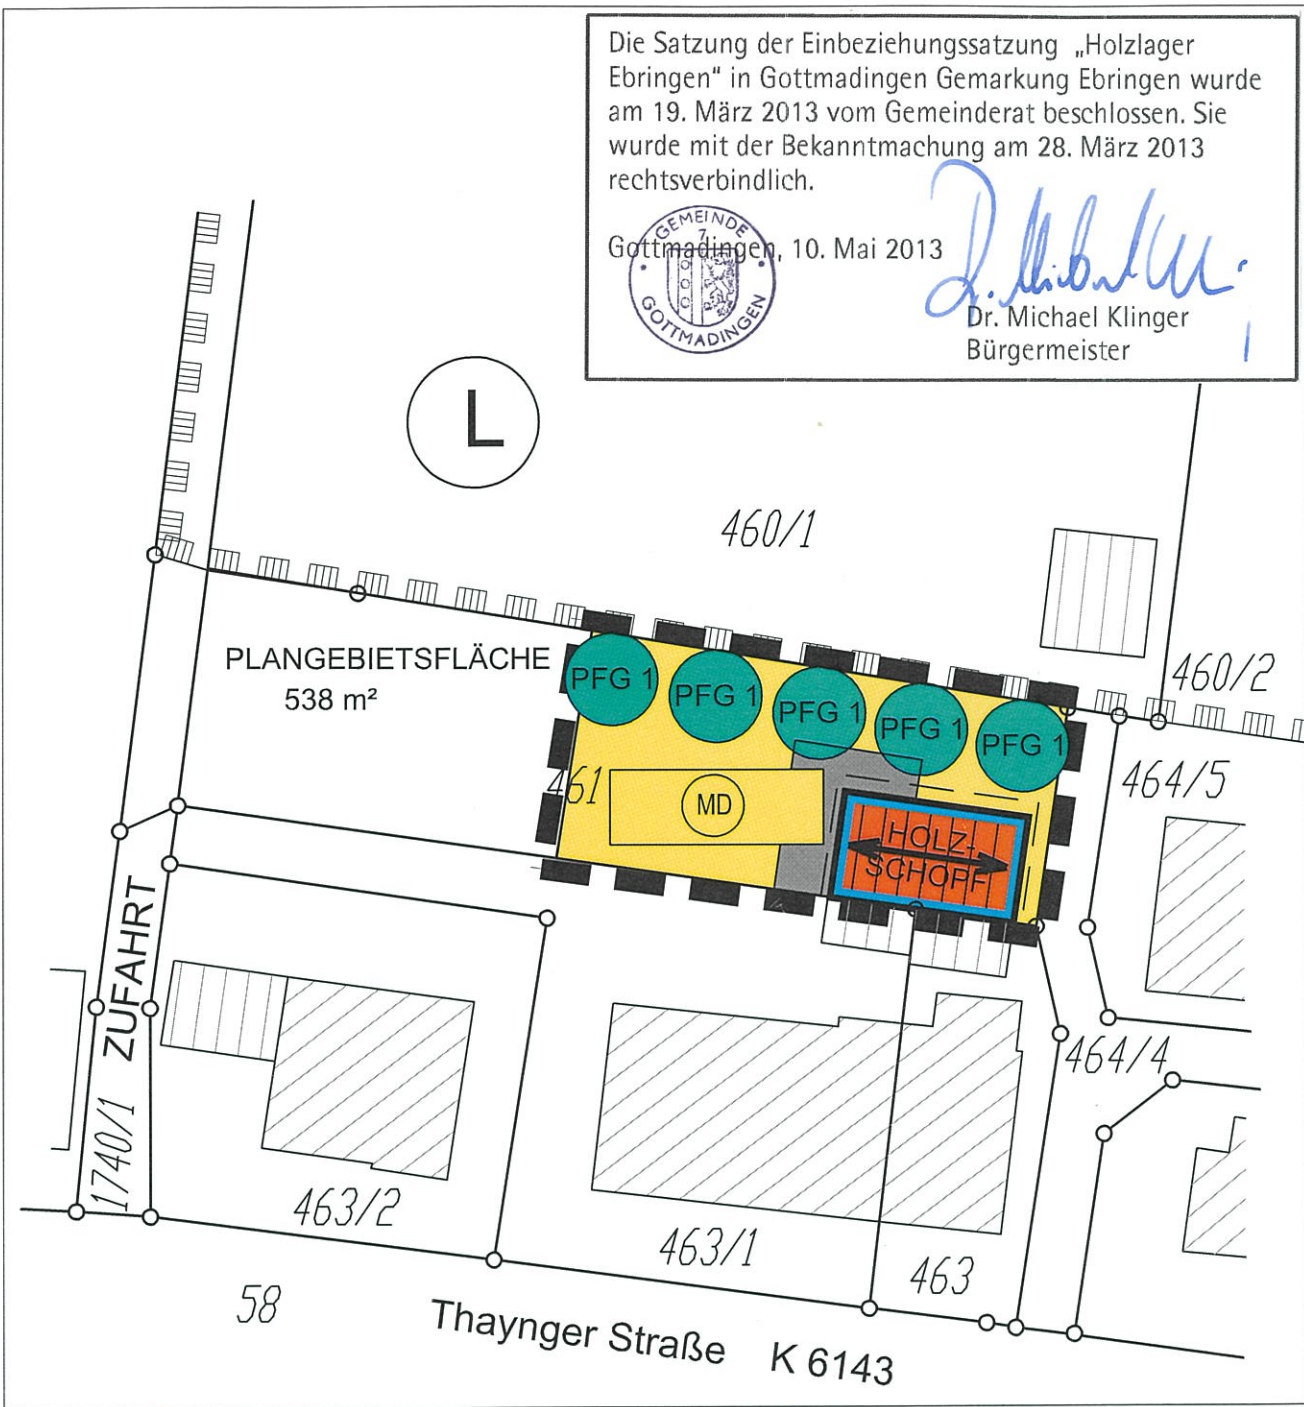 Die Satzung der Einbeziehungssatzung „Holzlager
Ebringen“ in Gottmadingen Gemarkung Ebringen wurde
am 19. März 2013 vom Gemeinderat beschlossen. Sie
wurde mit der Bekanntmachung am 28. März 2013
rechtsverbindlich.
GEMEINDE
7
GOTTMADINGEN
Gottmadingen, 10. Mai 2013
Dr. Michael Klinger
Bürgermeister
L
460/1
460/2
PLANGEBIETSFLÄCHE
538 m²
PFG 1
PFG 1
PFG 1
PFG 1
PFG 1
464/5
461
MD
HOLZ-
SCHOPF
ZUFAHRT
464/4
1740/1
463/2
463/1
463
58
Thaynger Straße K 6143